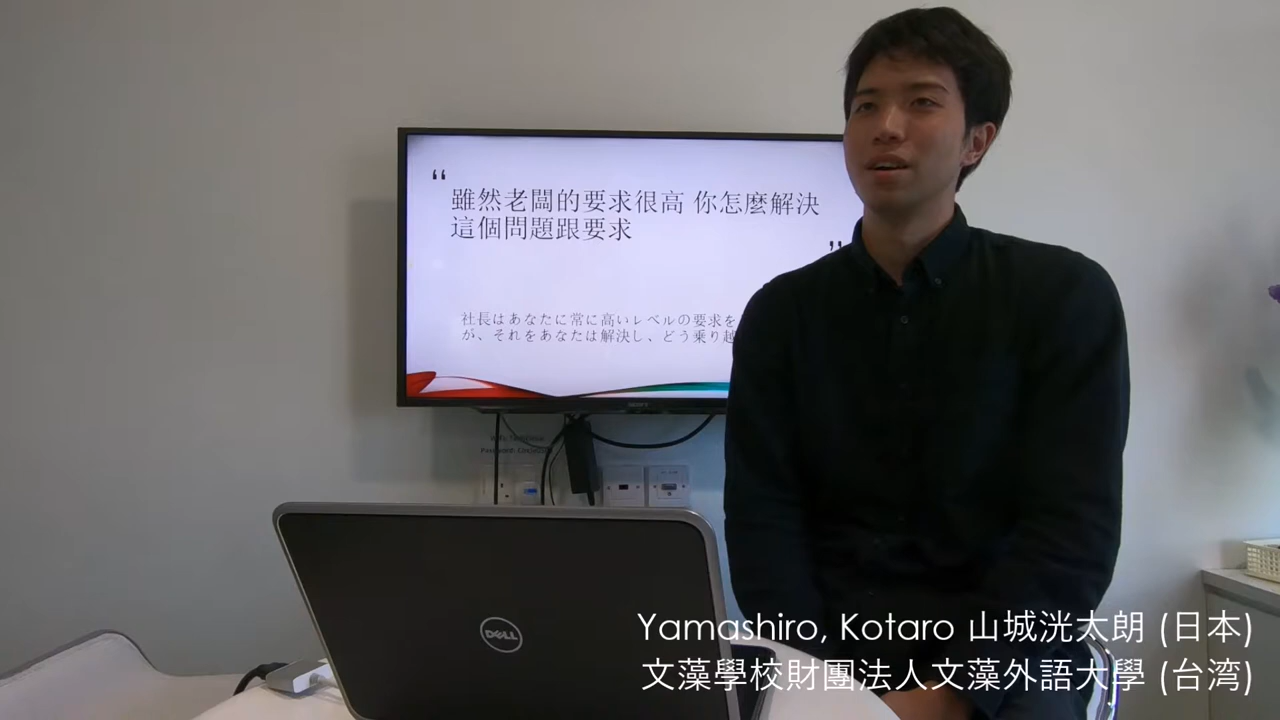 “
雖然老闆的要求很高 你怎麼解決
這個問題跟要求
”
社長はあなたに常に高いレベルの要求を
が、それをあなたは解決し、どう乗り越
SONY
DELL
Yamashiro, Kotaro 山城洸太朗 (日本)
文藻學校財團法人文藻外語大學 (台湾)